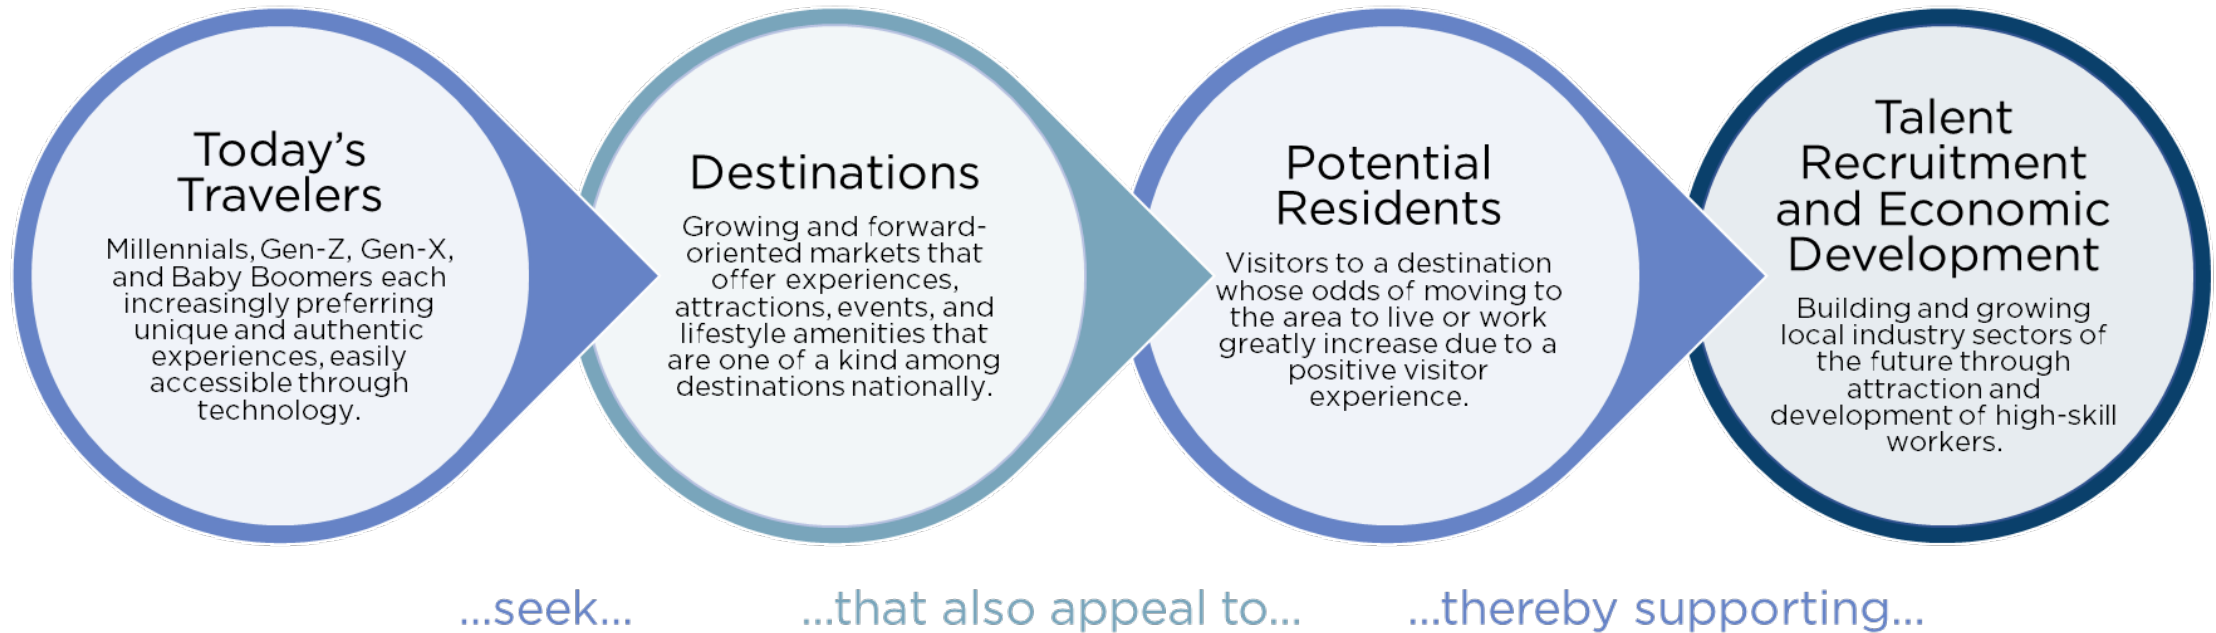 Today's
Travelers
Millennials, Gen-Z, Gen-X,
and Baby Boomers each
increasingly preferring
unique and authentic
experiences, easily
accessible through
technology.
Destinations
Growing and forward-
oriented markets that
offer experiences,
attractions, events, and
lifestyle amenities that
are one of a kind among
destinations nationally.
Potential
Residents
Visitors to a destination
whose odds of moving to
the area to live or work
greatly increase due to a
positive visitor
experience.
Talent
Recruitment
and Economic
Development
Building and growing
local industry sectors of
the future through
attraction and
development of high-skill
workers.
...seek...
...that also appeal to...
...thereby supporting...